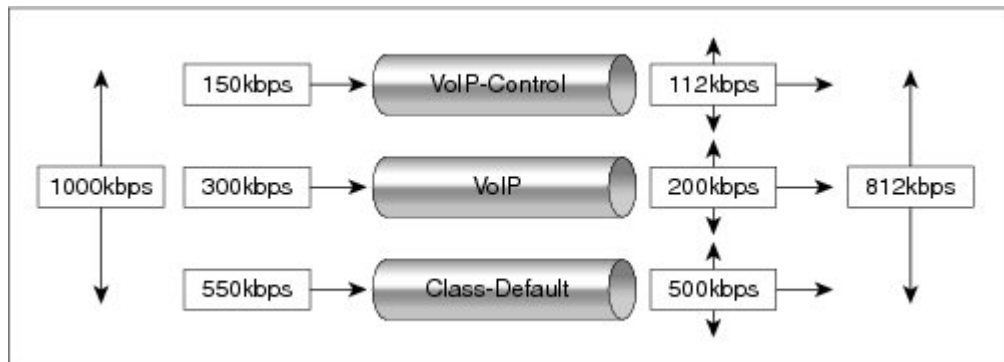 150kbps VoIP-Control 112kbps
1000kbps 300kbps VoIP 200kbps 812kbps
550kbps Class-Default 500kbps